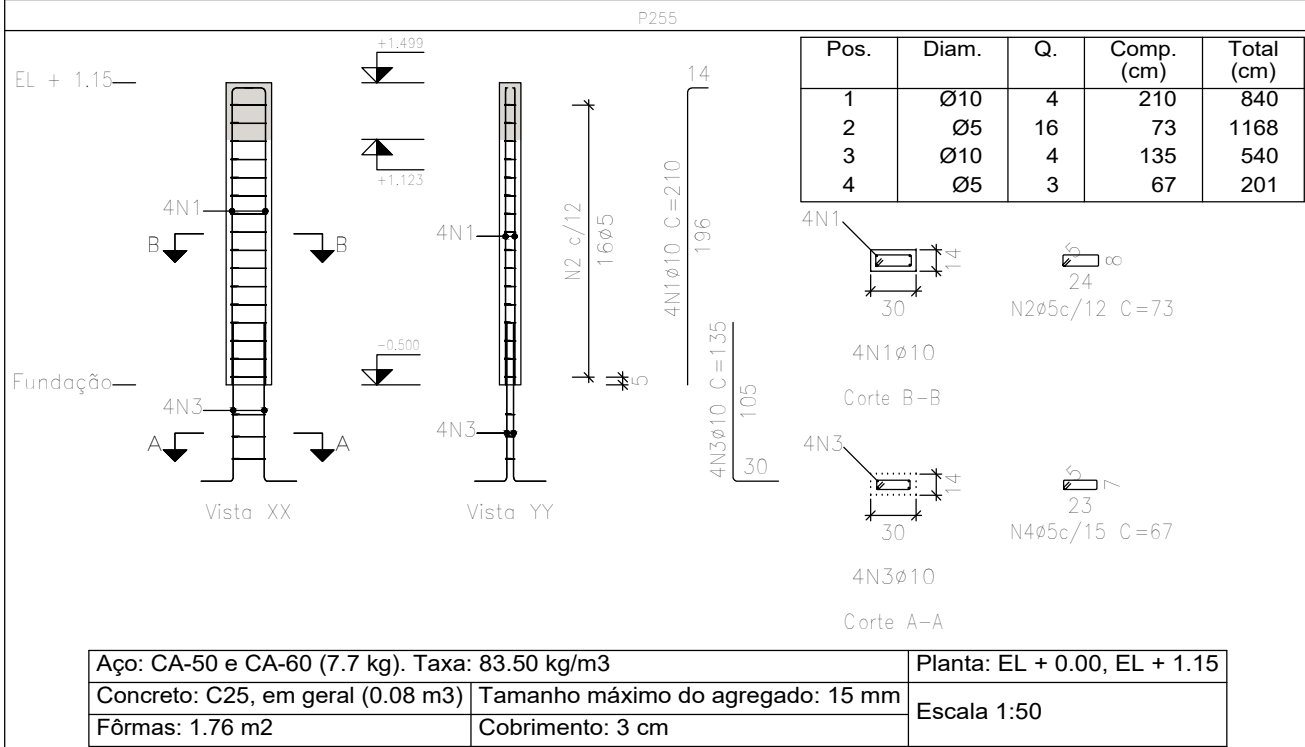 P255
EL + 1.15
+1.499
+1.123
4N1
B
B
-0.500
Fundação
4N3
A
A
Vista XX
4N1
4N3
Vista YY
N2 c/12
16ø5
5
14
4N1ø10 C=210
196
4N3ø10 C=135
105
30
Pos. Diam. Q. Comp. (cm) Total (cm)
1 Ø10 4 210 840
2 Ø5 16 73 1168
3 Ø10 4 135 540
4 Ø5 3 67 201
4N1
14
30
4N1ø10
Corte B-B
5
8
24
N2ø5c/12 C=73
4N3
14
30
4N3ø10
Corte A-A
5
7
23
N4ø5c/15 C=67
Aço: CA-50 e CA-60 (7.7 kg). Taxa: 83.50 kg/m3
Planta: EL + 0.00, EL + 1.15
Concreto: C25, em geral (0.08 m3)
Tamanho máximo do agregado: 15 mm
Escala 1:50
Fôrmas: 1.76 m2
Cobrimento: 3 cm